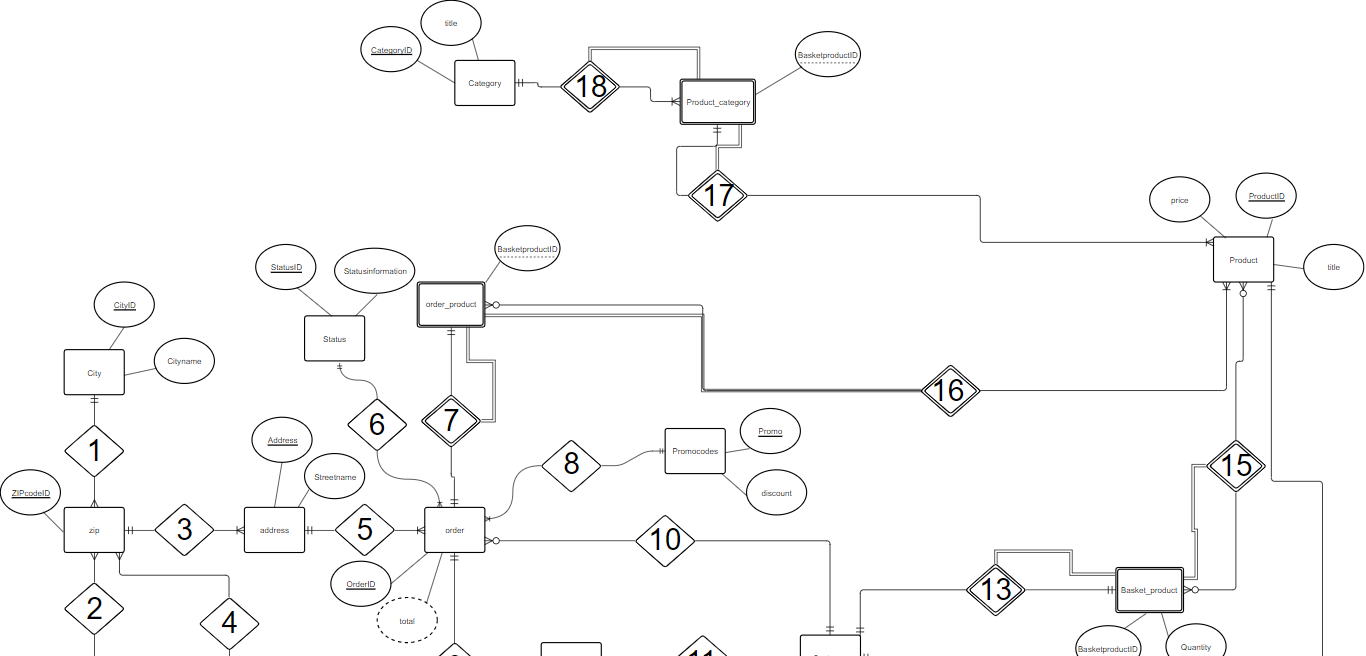 title
CategoryID
BasketproductID
Category
18
Product_category
17
price
ProductID
BasketproductID
StatusID
Statusinformation
Product
title
order_product
CityID
Status
Cityname
City
16
6
7
Promo
Address
1
8
Promocodes
15
Streetname
discount
ZIPcodeID
zip
3
address
5
order
10
OrderID
13
Basket_product
2
4
total
BasketproductID
Quantity